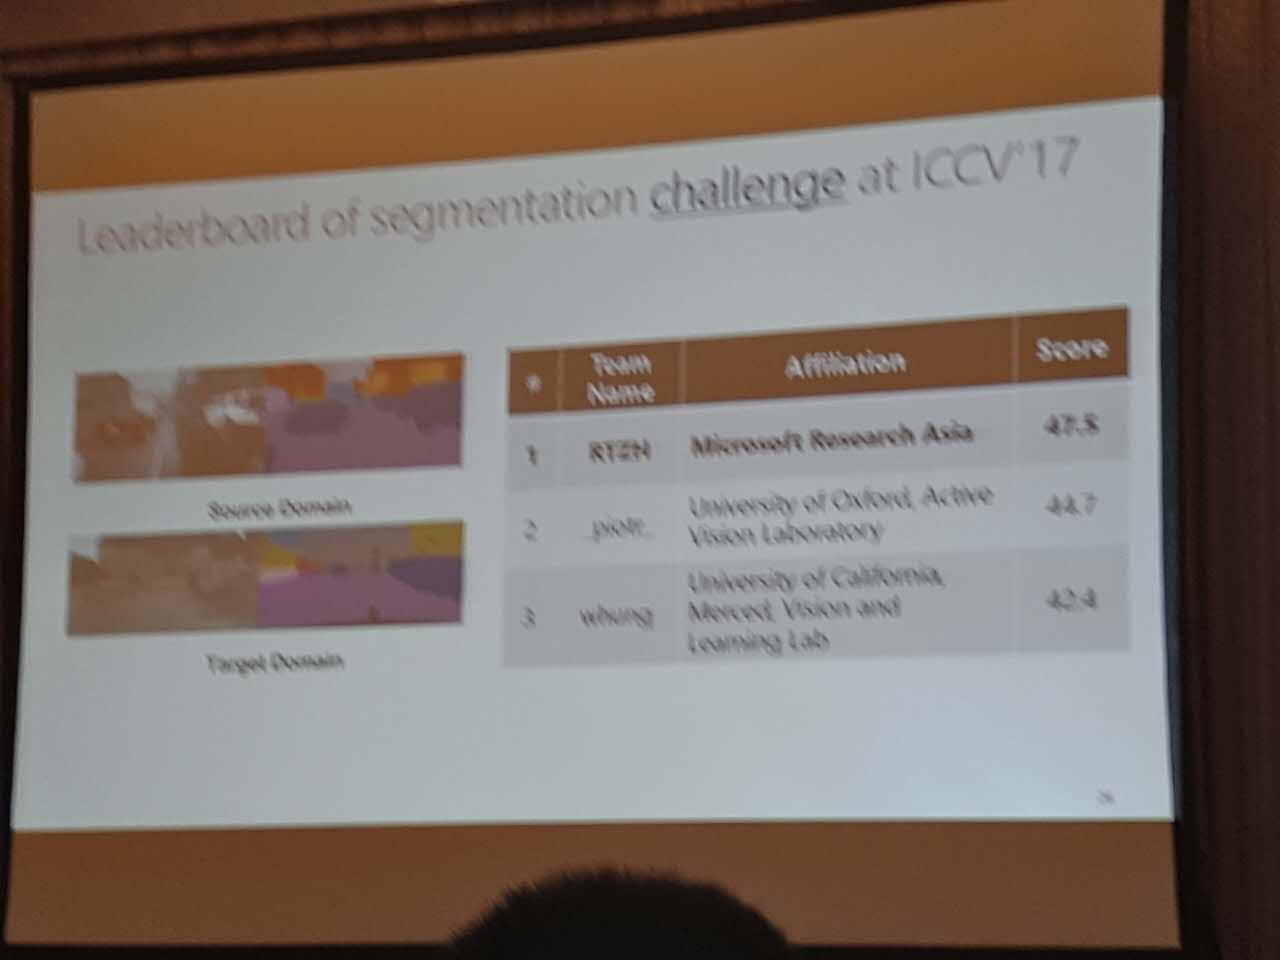 Leaderboard of segmentation challenge at ICCV'17
Source Domain
Target Domain
# Team Name Affiliation Score
1 RTZH Microsoft Research Asia 47.5
2 _piotr_ University of Oxford, Active
Vision Laboratory 44.7
3 whung University of California,
Merced, Vision and
Learning Lab 42.4